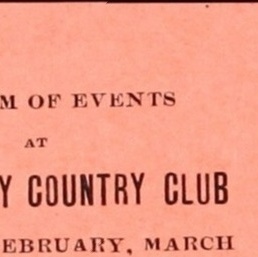 M OF EVENTS
AT
Y COUNTRY CLUB
EBRUARY, MARCH